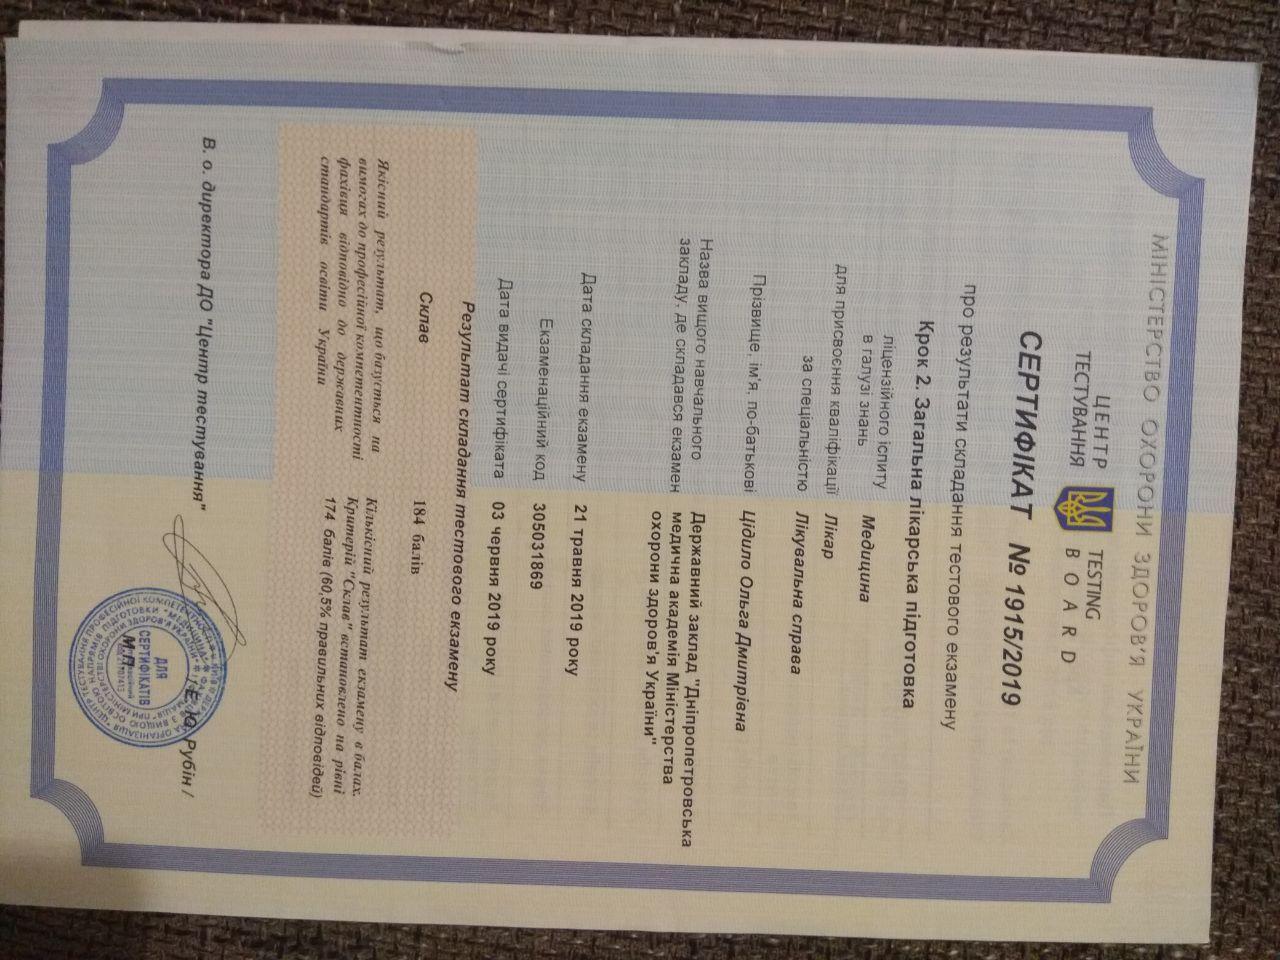 МІНІСТЕРСТВО ОХОРОНИ ЗДОРОВ'Я УКРАЇНИ
ЦЕНТР ТЕСТУВАННЯ
TESTING BOARD
СЕРТИФІКАТ № 1915/2019
про результати складання тестового екзамену
Крок 2. Загальна лікарська підготовка
ліцензійного іспиту
в галузі знань Медицина
для присвоєння кваліфікації Лікар
за спеціальністю Лікувальна справа
Прізвище, ім'я, по-батькові Цідило Ольга Дмитрівна
Назва вищого навчального Державний заклад "Дніпропетровська
закладу, де складався екзамен медична академія Міністерства
охорони здоров'я України"
Дата складання екзамену 21 травня 2019 року
Екзаменаційний код 305031869
Дата видачі сертифіката 03 червня 2019 року
Результат складання тестового екзамену
Склав 184 балів
Якісний результат, що базується на
вимогах до професійної компетентності
фахівця відповідно до державних
стандартів освіти України
Кількісний результат екзамену в балах.
Критерій "Склав" встановлено на рівні
174 балів (60,5% правильних відповідей)
В. о. директора ДО "Центр тестування"
Рубін /
М.П.
ДЛЯ
СЕРТИФІКАТІВ